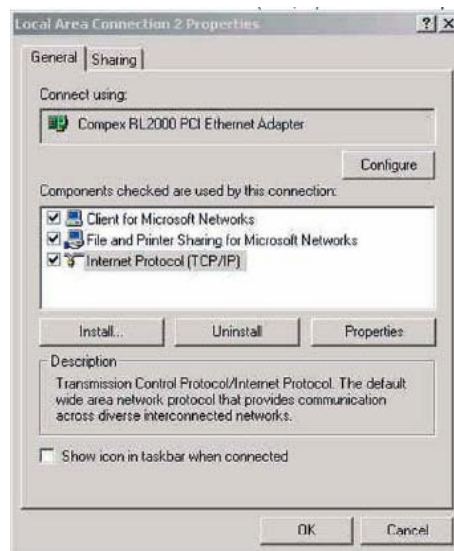 Local Area Connection 2 Properties
? ×
General Sharing
Connect using:
Compex RL2000 PCI Ethernet Adapter
Configure
Components checked are used by this connection:
Client for Microsoft Networks
File and Printer Sharing for Microsoft Networks
Internet Protocol (TCP/IP)
Install... Uninstall Properties
Description
Transmission Control Protocol/Internet Protocol. The default
wide area network protocol that provides communication
across diverse interconnected networks.
Show icon in taskbar when connected
OK Cancel